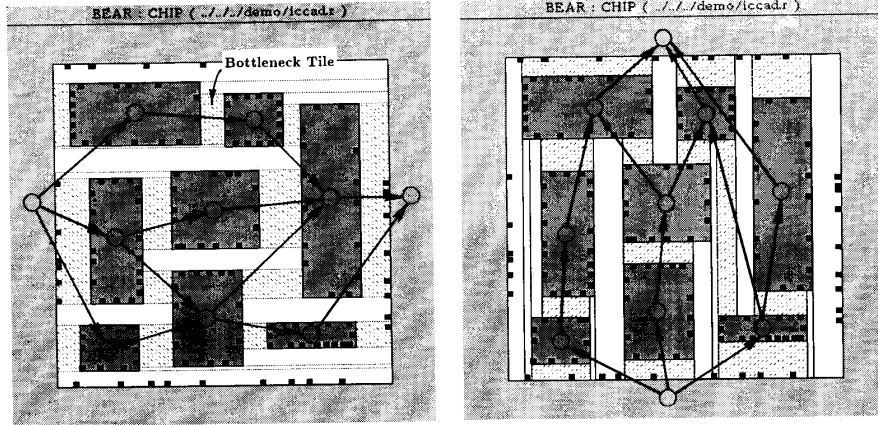 BEAR : CHIP ( ../../../demo/iccad.r )
Bottleneck Tile
BEAR : CHIP ( ../../../demo/iccad.r )